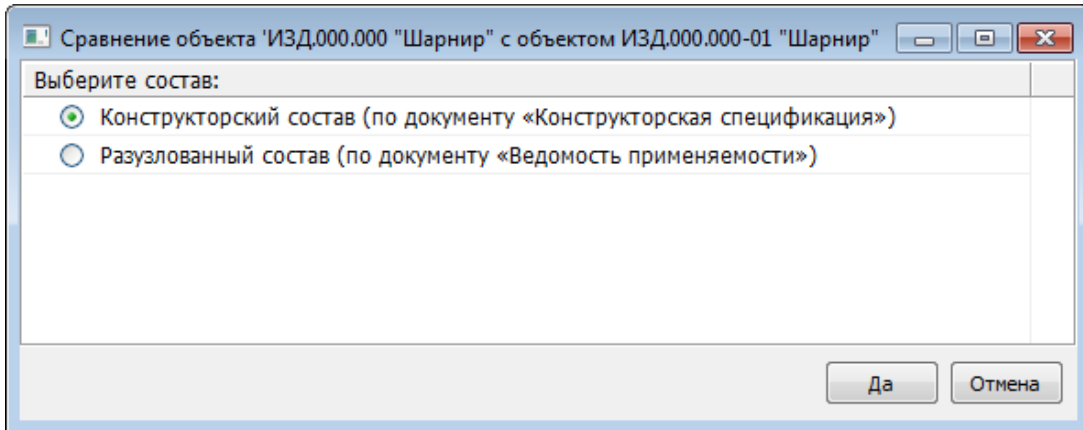 Сравнение объекта 'ИЗД.000.000 "Шарнир" с объектом ИЗД.000.000-01 "Шарнир"
Выберите состав:
Конструкторский состав (по документу «Конструкторская спецификация»)
Разузлованный состав (по документу «Ведомость применяемости»)
Да Отмена